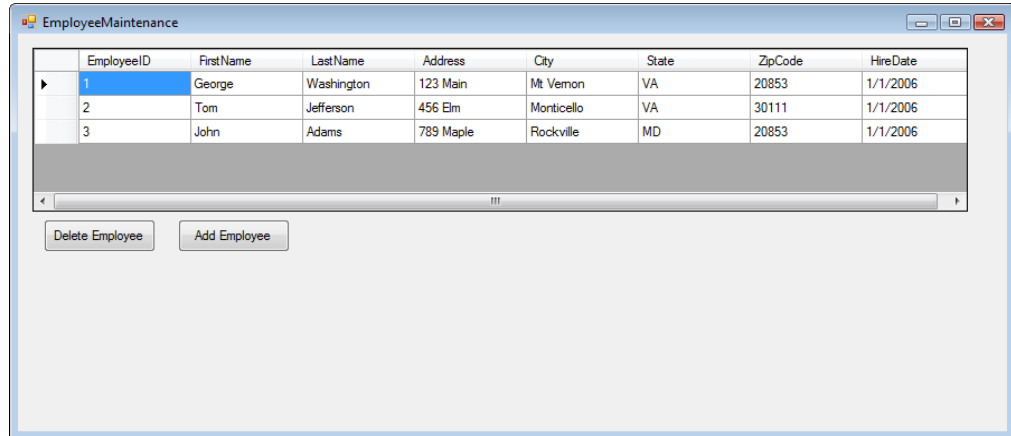 EmployeeMaintenance
EmployeeID FirstName LastName Address City State ZipCode HireDate
1 George Washington 123 Main Mt Vernon VA 20853 1/1/2006
2 Tom Jefferson 456 Elm Monticello VA 30111 1/1/2006
3 John Adams 789 Maple Rockville MD 20853 1/1/2006
Delete Employee Add Employee